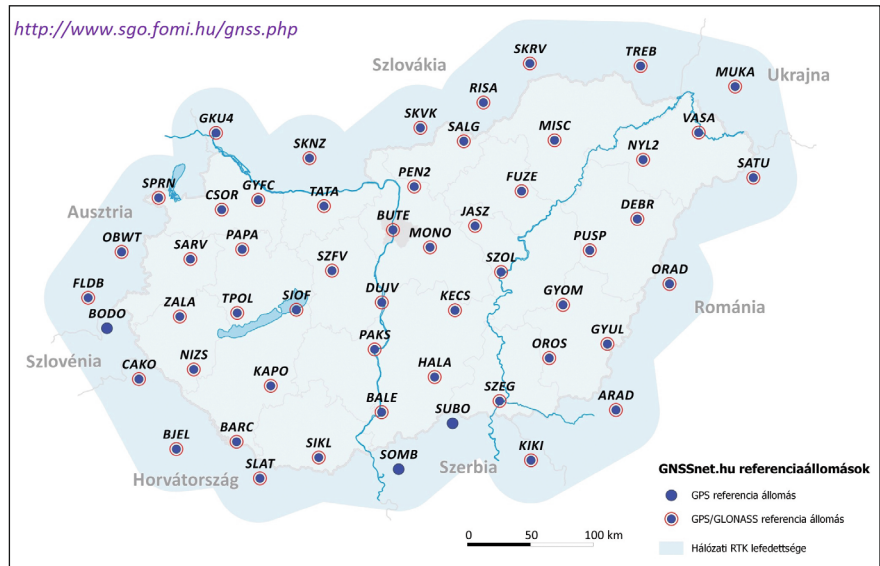 http://www.sgo.fomi.hu/gnss.php
SKRV
TREB
Szlovákia
MUKA
Ukrajna
RISA
GKU4
SKVK
SALG
MISC
VASA
SKNZ
NYL2
SATU
PEN2
SPRN
CSOR
GYFC
TATA
FUZE
Ausztria
BUTE
JASZ
DEBR
OBWT
SARV
PAPA
MONO
PUSP
SZFV
SZOL
ORAD
FLDB
BODO
ZALA
TPOL
SIOF
DUJV
KECS
GYOM
Románia
GYUL
Szlovénia
CAKO
NIZS
KAPO
PAKS
HALA
OROS
BALE
SUBO
SZEG
ARAD
BJEL
BARC
SIKL
SOMB
Szerbia
KIKI
Horvátország
SLAT
GNSSnet.hu referenciaállomások
GPS referencia állomás
GPS/GLONASS referencia állomás
Hálózati RTK lefedettsége
0 50 100 km